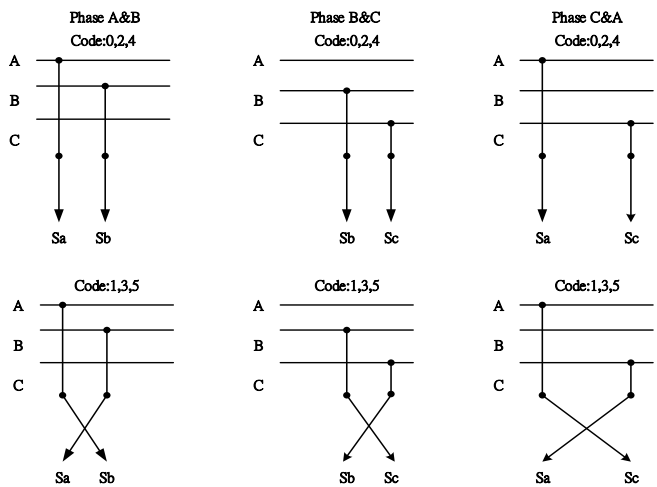 Phase A&B
Code:0,2,4
A
B
C
Sa Sb
Phase B&C
Code:0,2,4
A
B
C
Sb Sc
Phase C&A
Code:0,2,4
A
B
C
Sa Sc
Code:1,3,5
A
B
C
Sa Sb
Code:1,3,5
A
B
C
Sb Sc
Code:1,3,5
A
B
C
Sa Sc